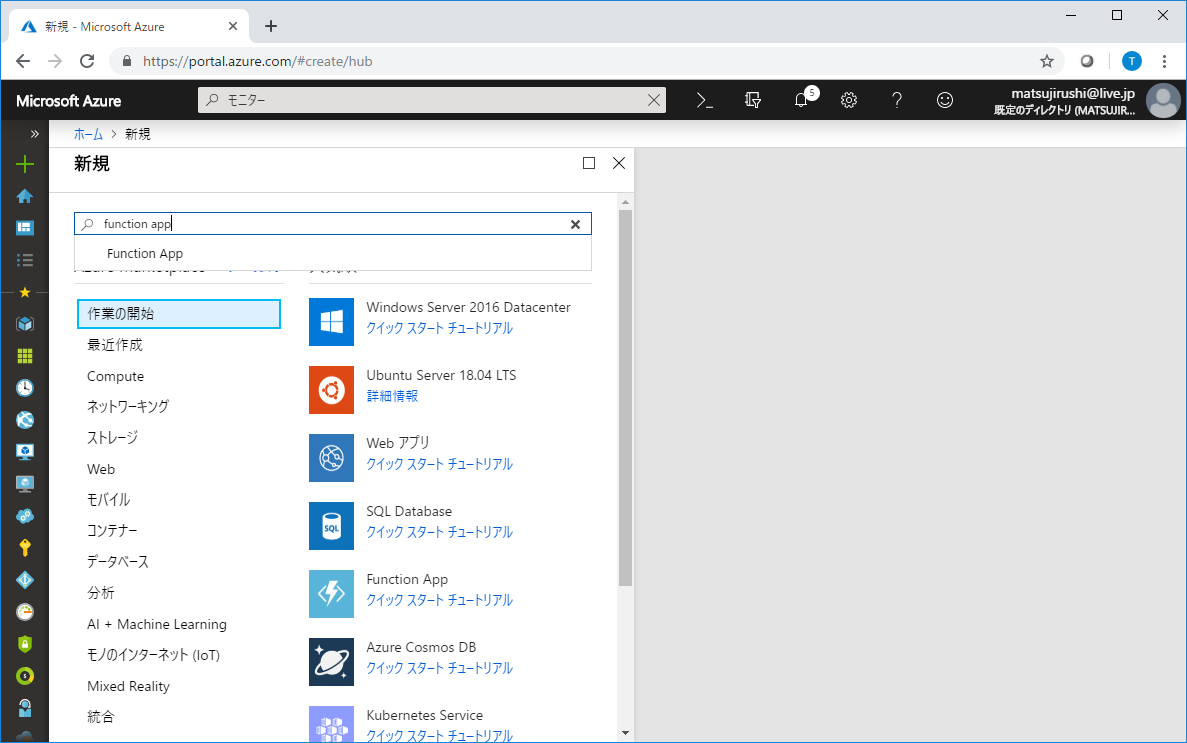 新規 - Microsoft Azure
https://portal.azure.com/#create/hub
T
Microsoft Azure
モニター
5
matsujirushi@live.jp
既定のディレクトリ (MATSUJIR...
ホーム > 新規
新規
function app
Function App
作業の開始
最近作成
Compute
ネットワーキング
ストレージ
Web
モバイル
コンテナー
データベース
分析
AI + Machine Learning
モノのインターネット (IoT)
Mixed Reality
統合
Windows Server 2016 Datacenter
クイック スタート チュートリアル
Ubuntu Server 18.04 LTS
詳細情報
Web アプリ
クイック スタート チュートリアル
SQL
SQL Database
クイック スタート チュートリアル
Function App
クイック スタート チュートリアル
Azure Cosmos DB
クイック スタート チュートリアル
Kubernetes Service
クイック スタート チュートリアル